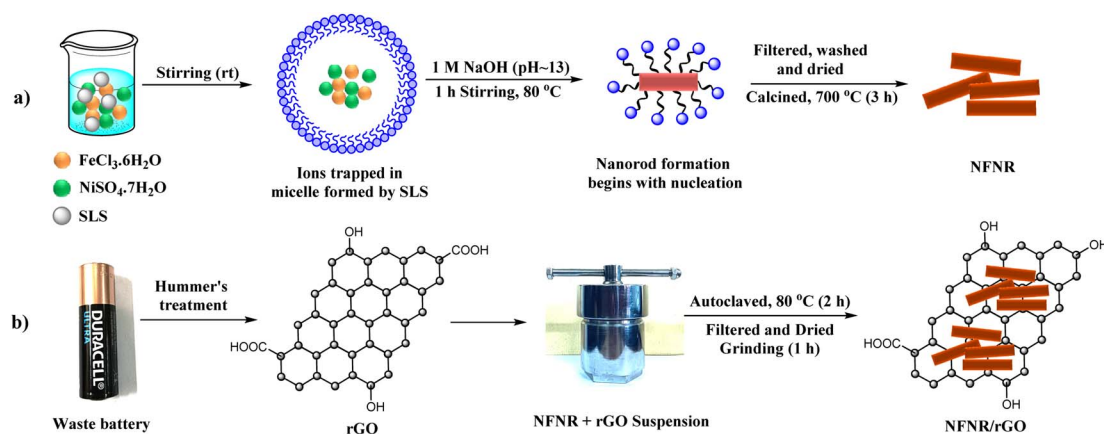 a)
Stirring (rt)
1 M NaOH (pH~13)
1 h Stirring, 80 °C
Filtered, washed
and dried
Calcined, 700 °C (3 h)
FeCl₃.6H₂O
NiSO₄.7H₂O
SLS
Ions trapped in
micelle formed by SLS
Nanorod formation
begins with nucleation
NFNR
b)
DURACELL®
ULTRA
Waste battery
Hummer's
treatment
OH
COOH
HOOC
OH
rGO
NFNR + rGO Suspension
Autoclaved, 80 °C (2 h)
Filtered and Dried
Grinding (1 h)
OH
OH
HOOC
OH
NFNR/rGO